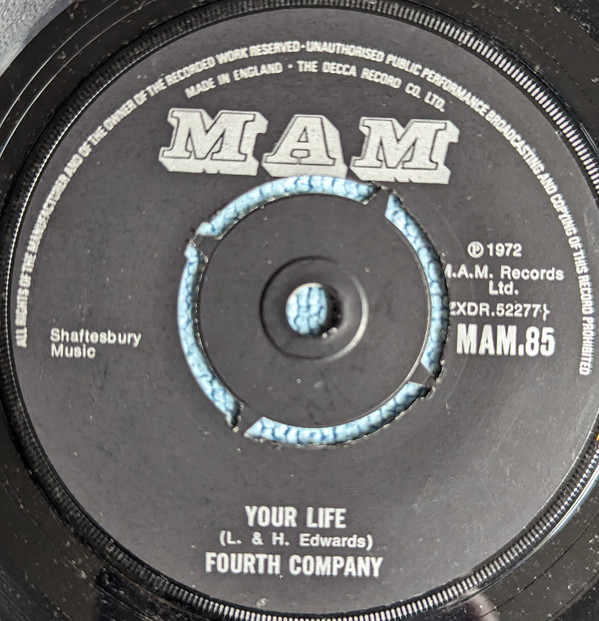 ALL RIGHTS OF THE MANUFACTURER AND OF THE OWNER OF THE RECORDED WORK RESERVED · UNAUTHORISED PUBLIC PERFORMANCE BROADCASTING AND COPYING OF THIS RECORD PROHIBITED
MADE IN ENGLAND · THE DECCA RECORD CO. LTD.
MAM
℗ 1972
M.A.M. Records
Ltd.
ZXDR.52277}
MAM.85
Shaftesbury
Music
YOUR LIFE
(L. & H. Edwards)
FOURTH COMPANY